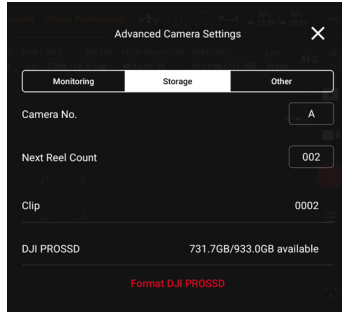 Advanced Camera Settings
Monitoring Storage Other
Camera No. A
Next Reel Count 002
Clip 0002
DJI PROSSD 731.7GB/933.0GB available
Format DJI PROSSD